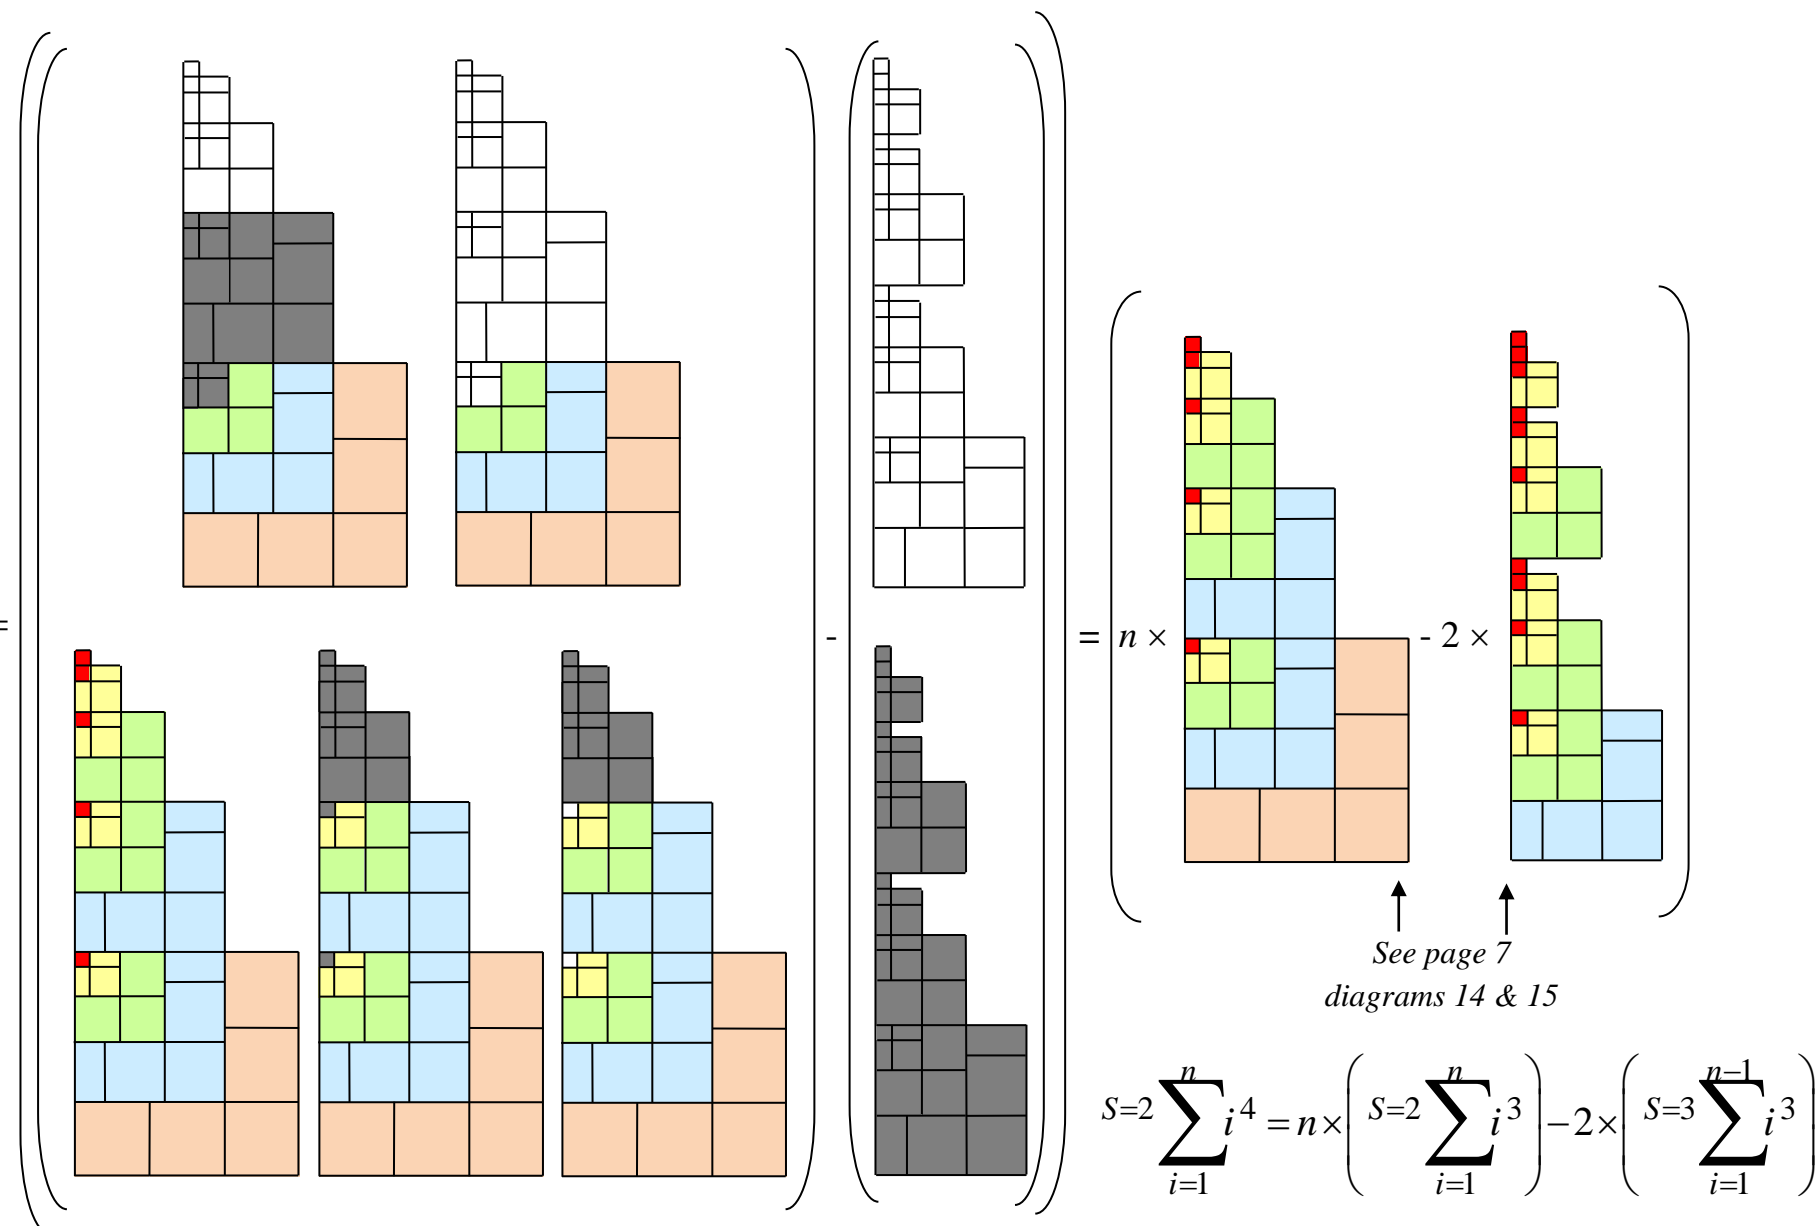 =
-
= n × - 2 ×
See page 7
diagrams 14 & 15
S=2 ∑_{i=1}^{n} i^4 = n × ( S=2 ∑_{i=1}^{n} i^3 ) − 2 × ( S=3 ∑_{i=1}^{n−1} i^3 )